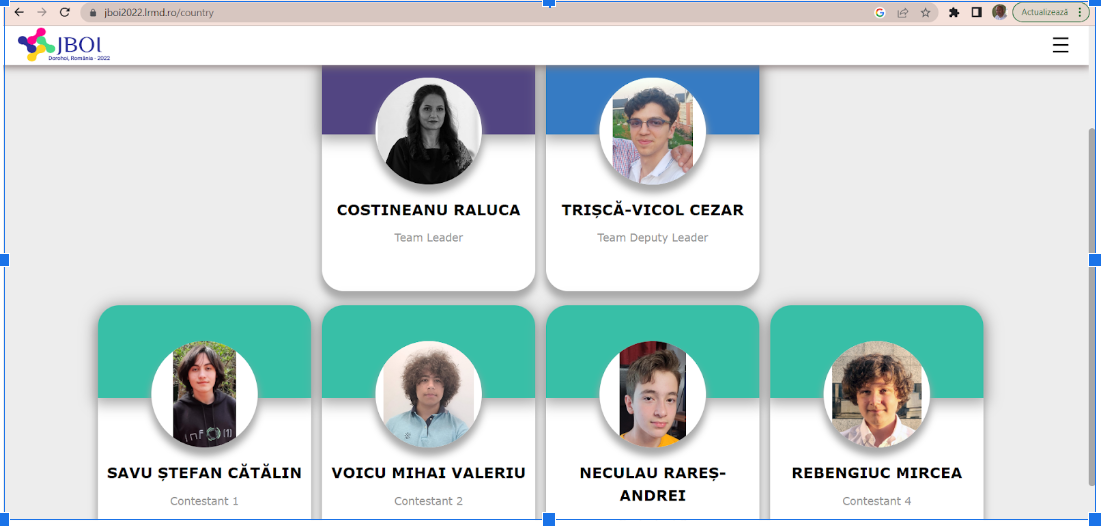 jboi2022.lrmd.ro/country
Actualizează
JBOI
Dorohoi, România - 2022
COSTINEANU RALUCA
Team Leader
TRIȘCĂ-VICOL CEZAR
Team Deputy Leader
SAVU ȘTEFAN CĂTĂLIN
Contestant 1
VOICU MIHAI VALERIU
Contestant 2
NECULAU RAREȘ-
ANDREI
REBENGIUC MIRCEA
Contestant 4